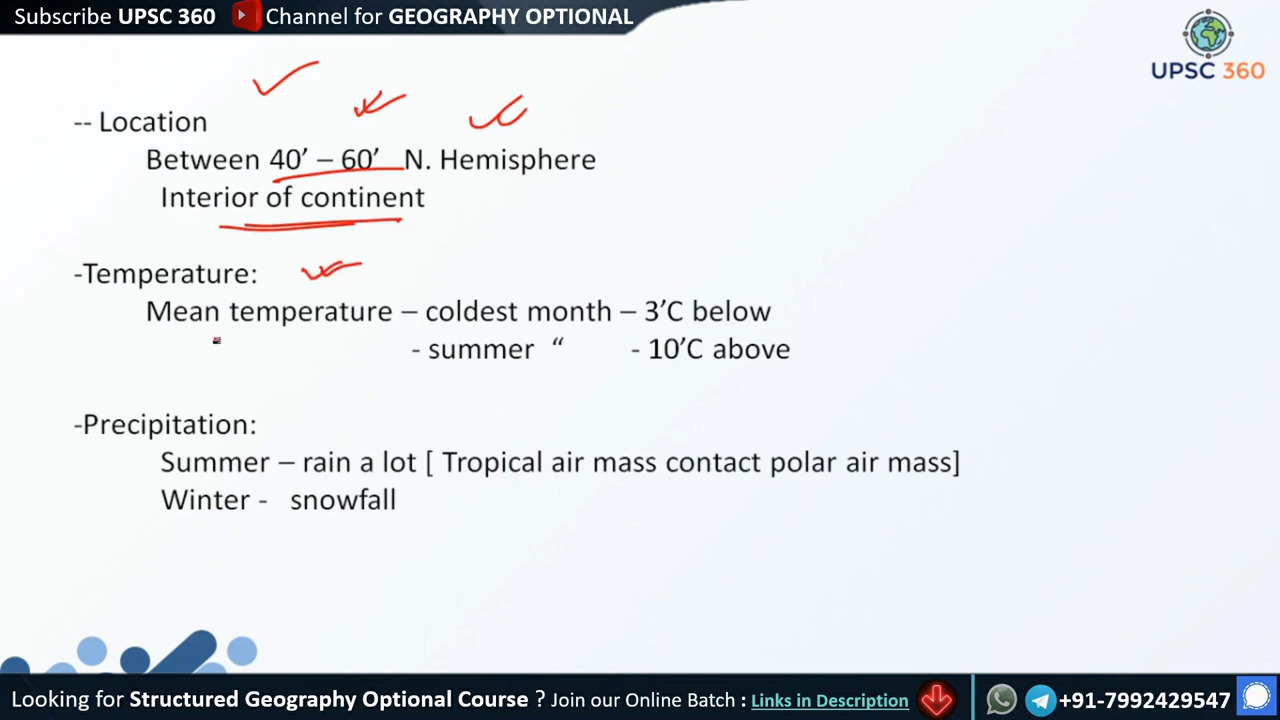 Subscribe UPSC 360 Channel for GEOGRAPHY OPTIONAL
UPSC 360
-- Location
Between 40’ – 60’ N. Hemisphere
Interior of continent
-Temperature:
Mean temperature – coldest month – 3’C below
- summer “ - 10’C above
-Precipitation:
Summer – rain a lot [ Tropical air mass contact polar air mass]
Winter - snowfall
Looking for Structured Geography Optional Course ? Join our Online Batch : Links in Description
+91-7992429547